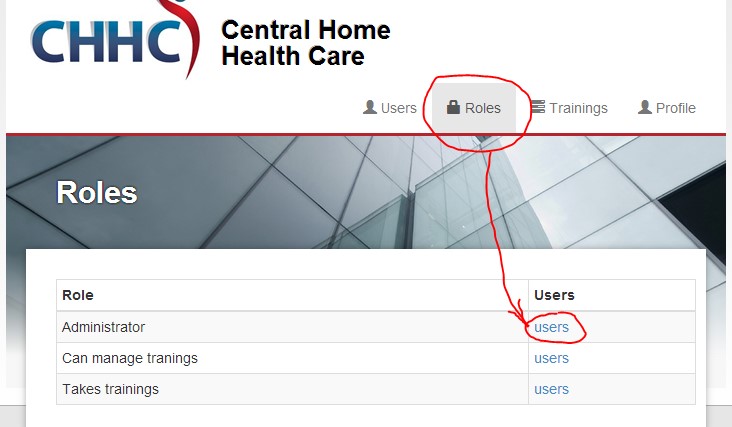 CHHC
Central Home
Health Care
Users Roles Trainings Profile
Roles
Role Users
Administrator users
Can manage tranings users
Takes trainings users